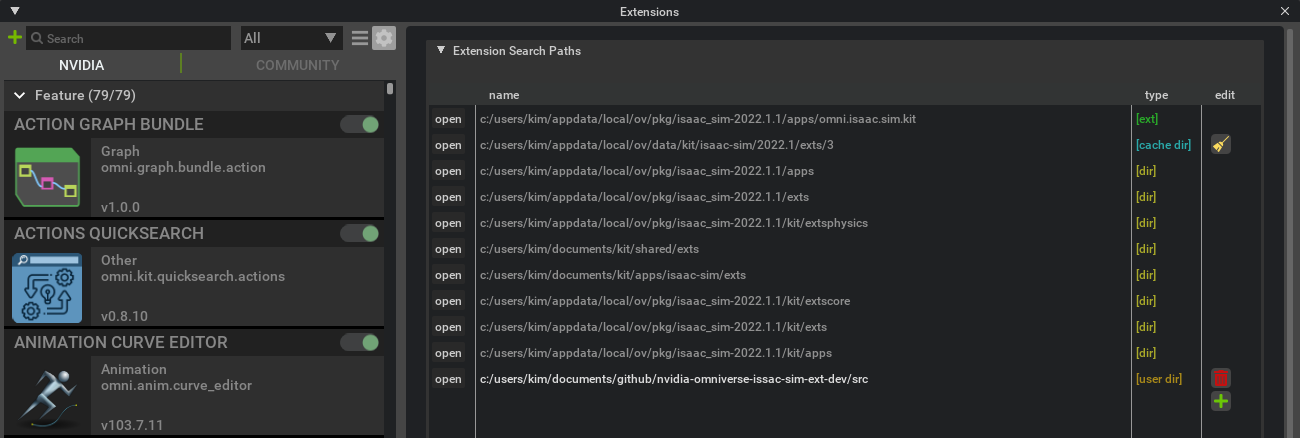 Extensions
Search
All
NVIDIA
COMMUNITY
Feature (79/79)
ACTION GRAPH BUNDLE
Graph
omni.graph.bundle.action
v1.0.0
ACTIONS QUICKSEARCH
Other
omni.kit.quicksearch.actions
v0.8.10
ANIMATION CURVE EDITOR
Animation
omni.anim.curve_editor
v103.7.11
Extension Search Paths
name type edit
open c:/users/kim/appdata/local/ov/pkg/isaac_sim-2022.1.1/apps/omni.isaac.sim.kit [ext]
open c:/users/kim/appdata/local/ov/data/kit/isaac-sim/2022.1/exts/3 [cache dir]
open c:/users/kim/appdata/local/ov/pkg/isaac_sim-2022.1.1/apps [dir]
open c:/users/kim/appdata/local/ov/pkg/isaac_sim-2022.1.1/exts [dir]
open c:/users/kim/appdata/local/ov/pkg/isaac_sim-2022.1.1/kit/extsphysics [dir]
open c:/users/kim/documents/kit/shared/exts [dir]
open c:/users/kim/documents/kit/apps/isaac-sim/exts [dir]
open c:/users/kim/appdata/local/ov/pkg/isaac_sim-2022.1.1/kit/extscore [dir]
open c:/users/kim/appdata/local/ov/pkg/isaac_sim-2022.1.1/kit/exts [dir]
open c:/users/kim/appdata/local/ov/pkg/isaac_sim-2022.1.1/kit/apps [dir]
open c:/users/kim/documents/github/nvidia-omniverse-issac-sim-ext-dev/src [user dir]